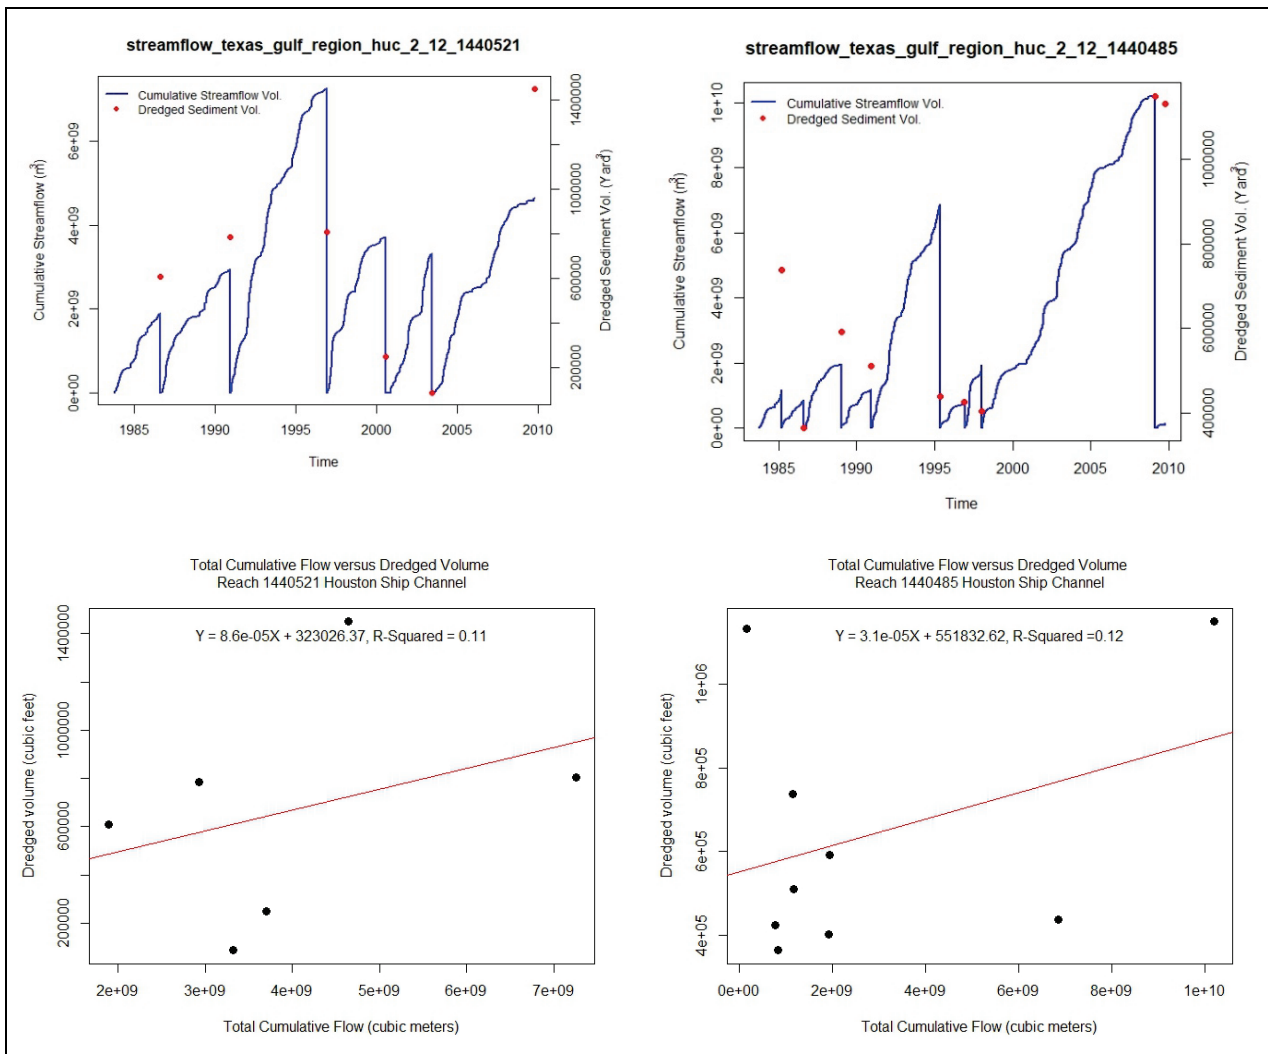 streamflow_texas_gulf_region_huc_2_12_1440521
Cumulative Streamflow Vol.
Dredged Sediment Vol.
Cumulative Streamflow (m³)
0e+00
2e+09
4e+09
6e+09
Dredged Sediment Vol. (Yard³)
200000
600000
1000000
1400000
1985
1990
1995
2000
2005
2010
Time
streamflow_texas_gulf_region_huc_2_12_1440485
Cumulative Streamflow Vol.
Dredged Sediment Vol.
Cumulative Streamflow (m³)
0e+00
2e+09
4e+09
6e+09
8e+09
1e+10
Dredged Sediment Vol. (Yard³)
400000
600000
800000
1000000
1985
1990
1995
2000
2005
2010
Time
Total Cumulative Flow versus Dredged Volume
Reach 1440521 Houston Ship Channel
Y = 8.6e-05X + 323026.37, R-Squared = 0.11
Dredged volume (cubic feet)
200000
600000
1000000
1400000
2e+09
3e+09
4e+09
5e+09
6e+09
7e+09
Total Cumulative Flow (cubic meters)
Total Cumulative Flow versus Dredged Volume
Reach 1440485 Houston Ship Channel
Y = 3.1e-05X + 551832.62, R-Squared =0.12
Dredged volume (cubic feet)
4e+05
6e+05
8e+05
1e+06
0e+00
2e+09
4e+09
6e+09
8e+09
1e+10
Total Cumulative Flow (cubic meters)